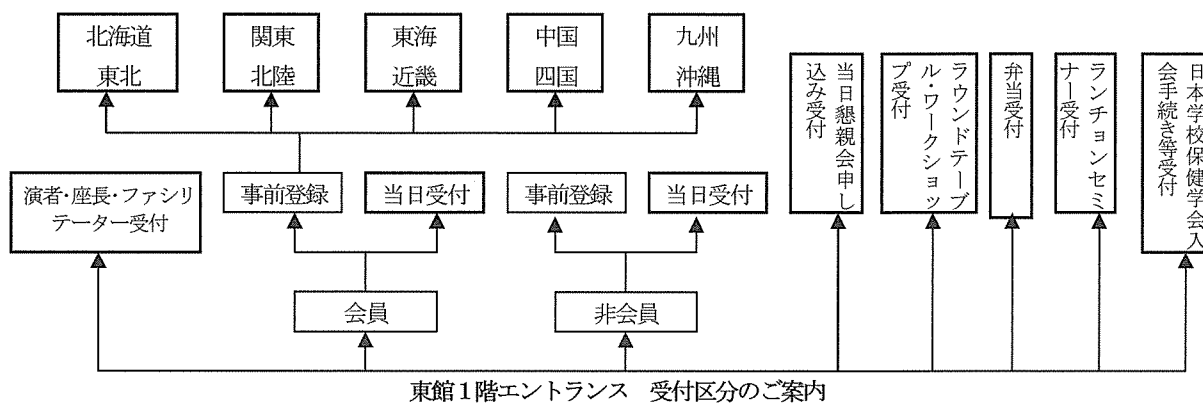 北海道
東北
関東
北陸
東海
近畿
中国
四国
九州
沖縄
演者・座長・ファシリ
テーター受付
事前登録
当日受付
事前登録
当日受付
会員
非会員
当日懇親会申し
込み受付
ラウンドテーブ
ル・ワークショッ
プ受付
弁当受付
ランチョンセミ
ナー受付
日本学校保健学会入
会手続き等受付
東館1階エントランス 受付区分のご案内